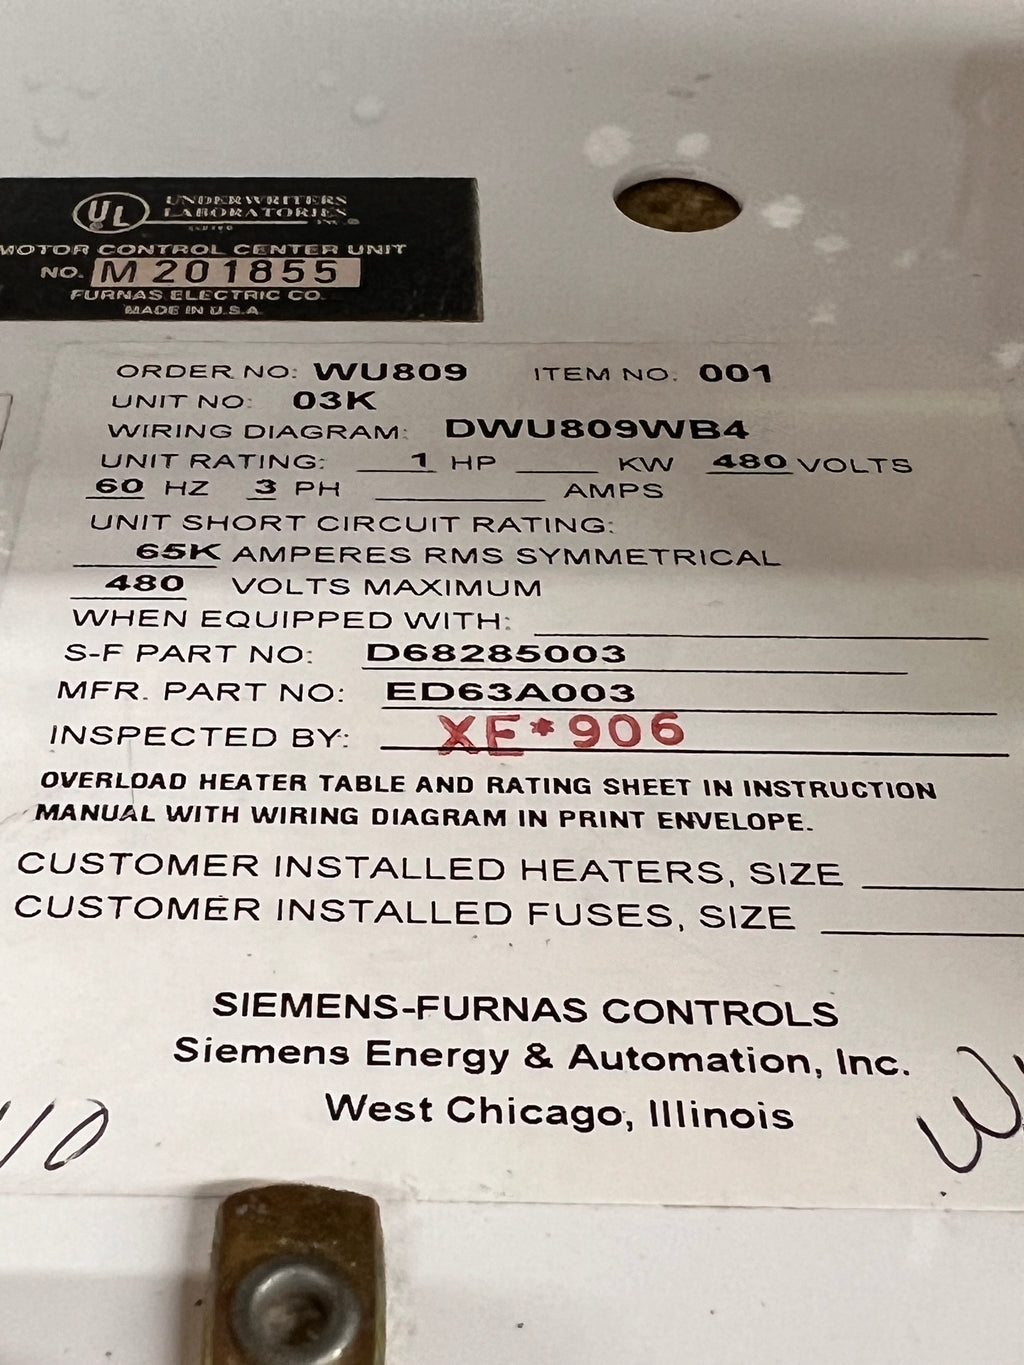 UL UNDERWRITERS
LABORATORIES INC.®
LISTED
MOTOR CONTROL CENTER UNIT
NO. M 201855
FURNAS ELECTRIC CO.
MADE IN U.S.A.
ORDER NO: WU809 ITEM NO. 001
UNIT NO: 03K
WIRING DIAGRAM: DWU809WB4
UNIT RATING: 1 HP ____ KW 480 VOLTS
60 HZ 3 PH ____ AMPS
UNIT SHORT CIRCUIT RATING:
65K AMPERES RMS SYMMETRICAL
480 VOLTS MAXIMUM
WHEN EQUIPPED WITH:
S-F PART NO: D68285003
MFR. PART NO: ED63A003
INSPECTED BY: XE*906
OVERLOAD HEATER TABLE AND RATING SHEET IN INSTRUCTION
MANUAL WITH WIRING DIAGRAM IN PRINT ENVELOPE.
CUSTOMER INSTALLED HEATERS, SIZE
CUSTOMER INSTALLED FUSES, SIZE
SIEMENS-FURNAS CONTROLS
Siemens Energy & Automation, Inc.
West Chicago, Illinois